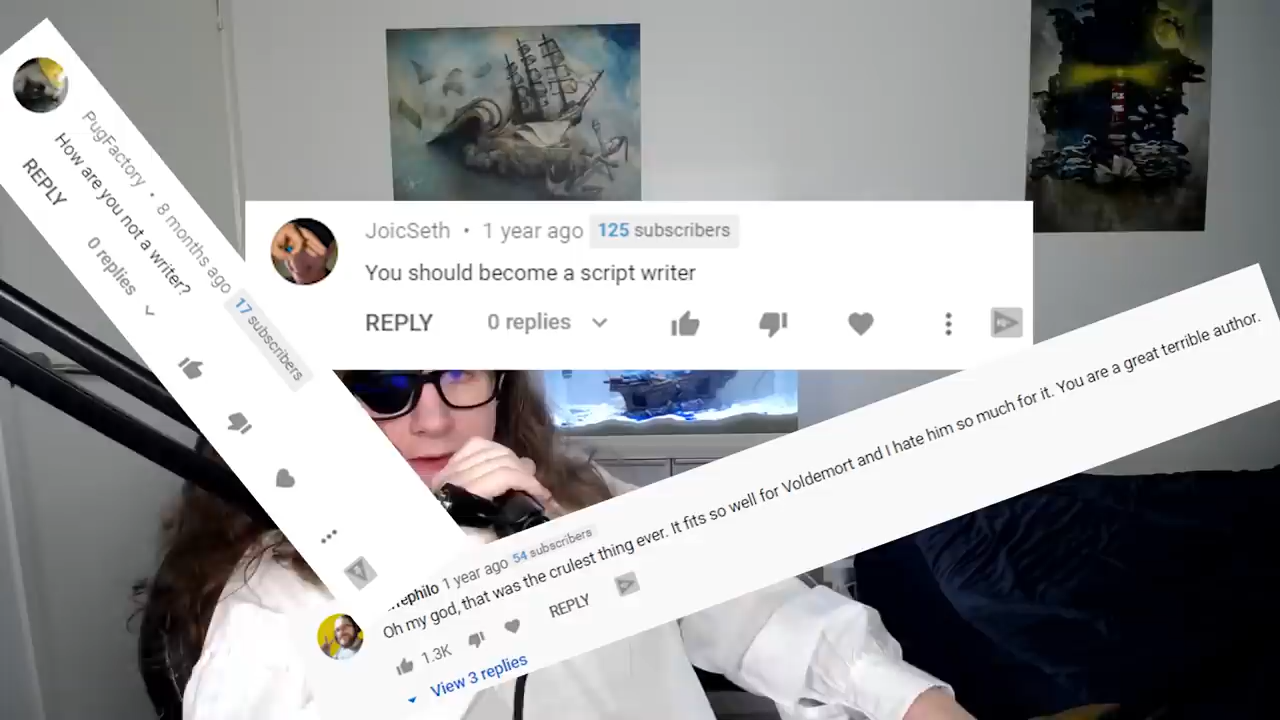 PugFactory • 8 months ago 17 subscribers
How are you not a writer?
REPLY 0 replies
JoicSeth • 1 year ago 125 subscribers
You should become a script writer
REPLY 0 replies
1 year ago 54 subscribers
Oh my god, that was the crulest thing ever. It fits so well for Voldemort and I hate him so much for it. You are a great terrible author.
1.3K REPLY
View 3 replies